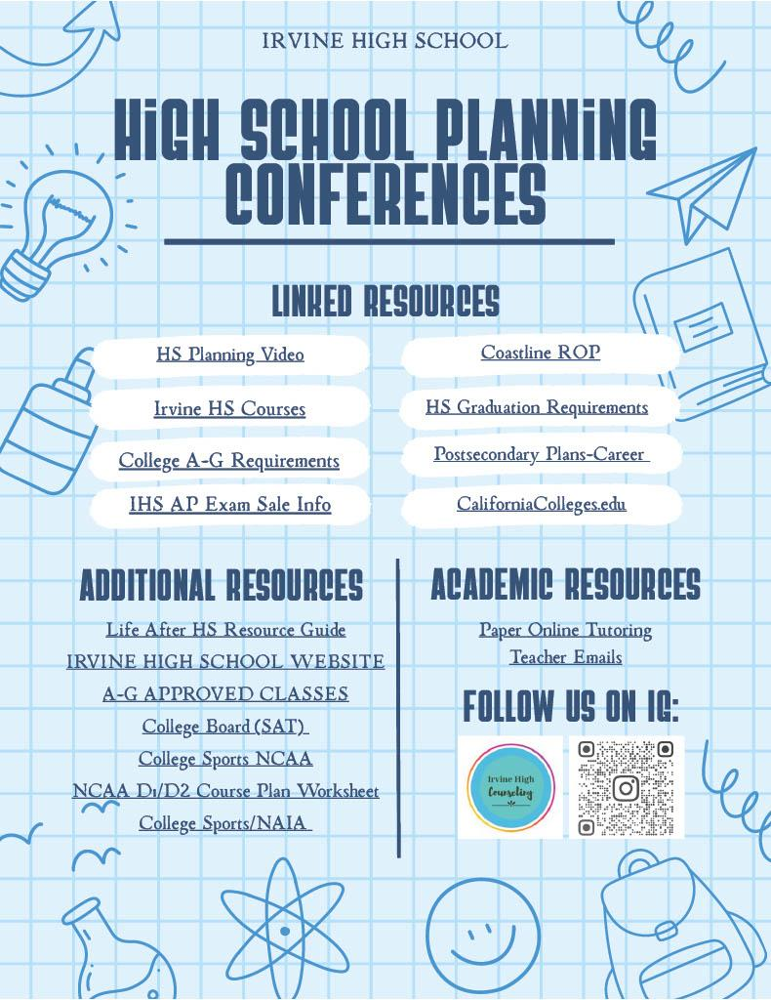 IRVINE HIGH SCHOOL
HiGH SCHOOL PLANNiNG
CONFERENCES
LINKED RESOURCES
HS Planning Video
Coastline ROP
Irvine HS Courses
HS Graduation Requirements
College A-G Requirements
Postsecondary Plans-Career
IHS AP Exam Sale Info
CaliforniaColleges.edu
ADDITIONAL RESOURCES
Life After HS Resource Guide
IRVINE HIGH SCHOOL WEBSITE
A-G APPROVED CLASSES
College Board (SAT)
College Sports NCAA
NCAA D1/D2 Course Plan Worksheet
College Sports/NAIA
ACADEMIC RESOURCES
Paper Online Tutoring
Teacher Emails
FOLLOW US ON IG:
Irvine High
Counseling